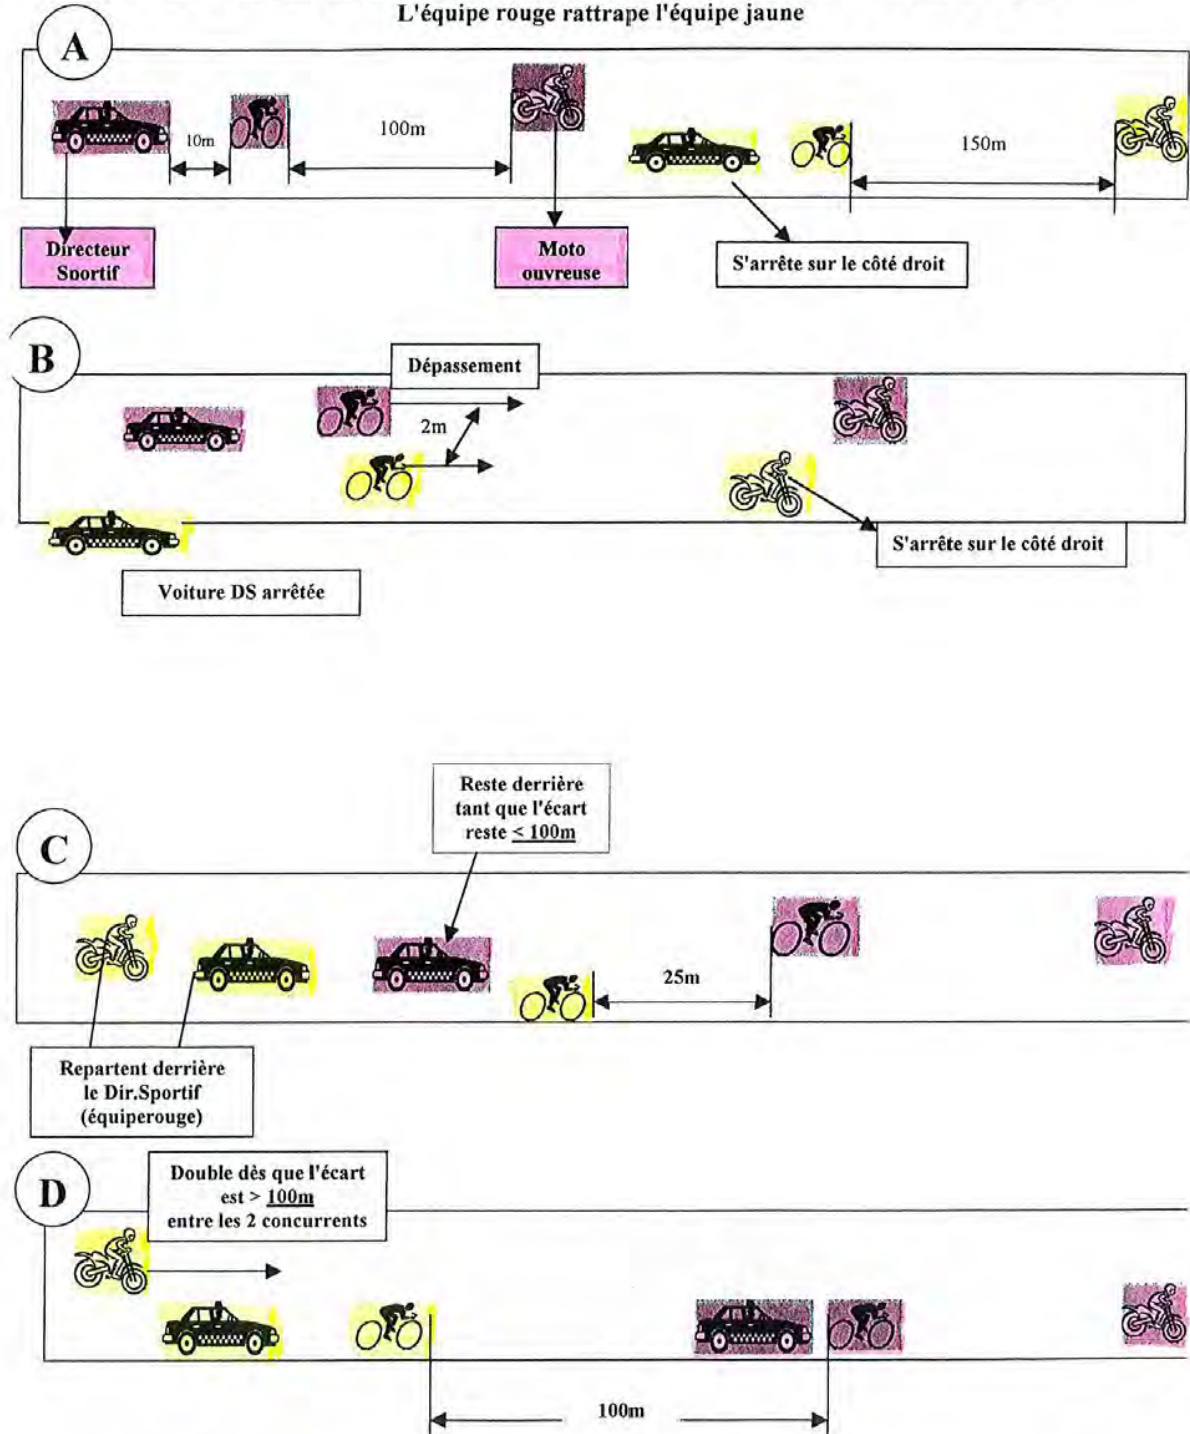 L'équipe rouge rattrape l'équipe jaune
A
10m
100m
150m
Directeur
Sportif
Moto
ouvreuse
S'arrête sur le côté droit
B
Dépassement
2m
S'arrête sur le côté droit
Voiture DS arrêtée
Reste derrière
tant que l'écart
reste < 100m
C
25m
Repartent derrière
le Dir.Sportif
(équiperouge)
D
Double dès que l'écart
est > 100m
entre les 2 concurrents
100m